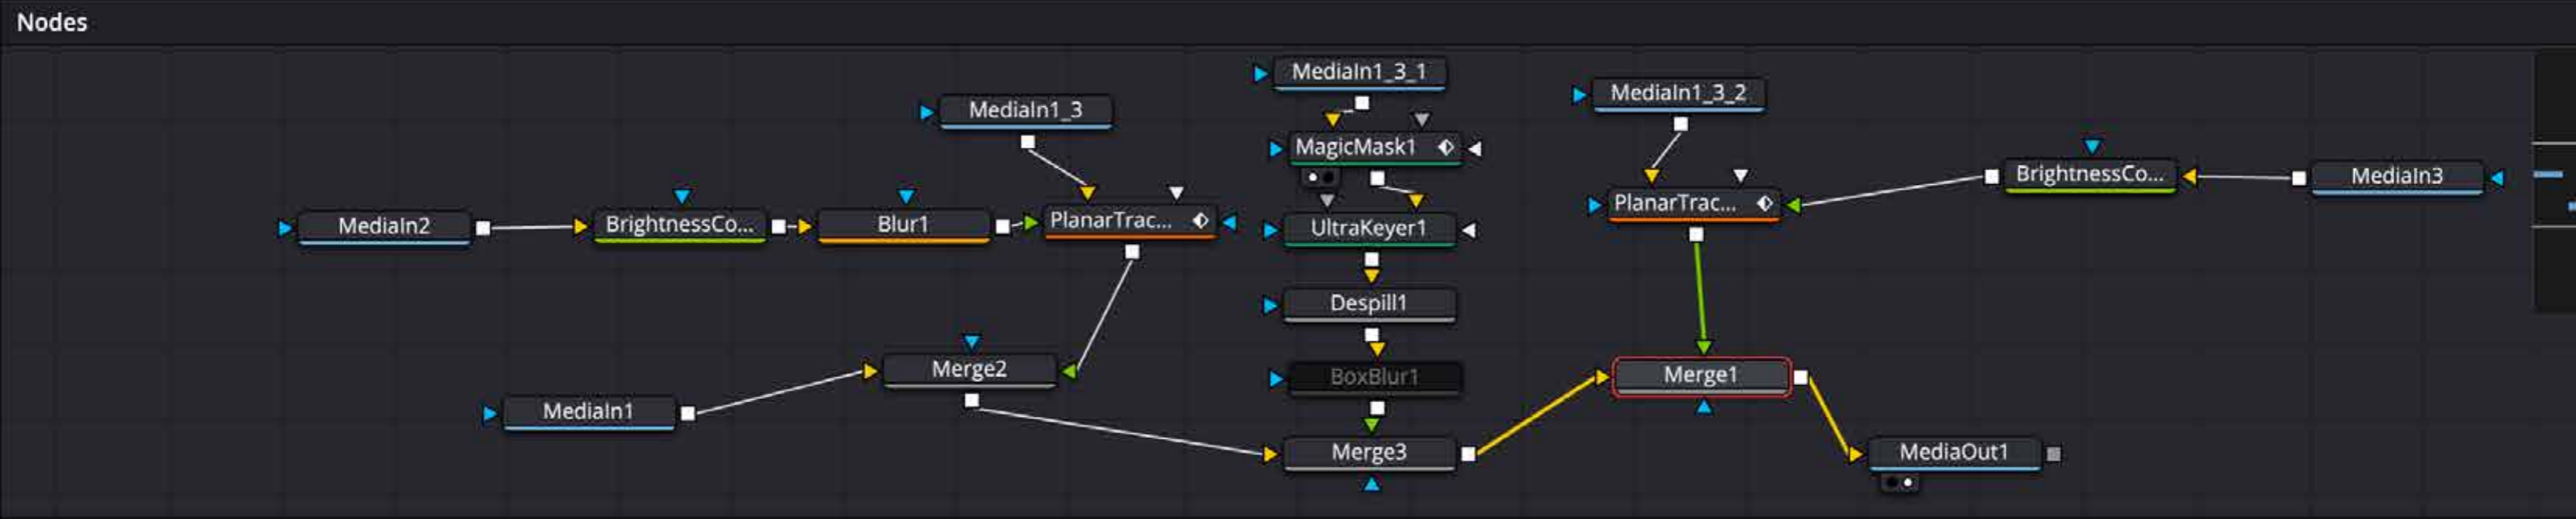 Nodes
MediaIn1_3_1
MediaIn1_3_2
MediaIn1_3
MagicMask1
BrightnessCo...
MediaIn3
PlanarTrac...
MediaIn2
BrightnessCo...
Blur1
PlanarTrac...
UltraKeyer1
Despill1
Merge2
BoxBlur1
Merge1
MediaIn1
Merge3
MediaOut1